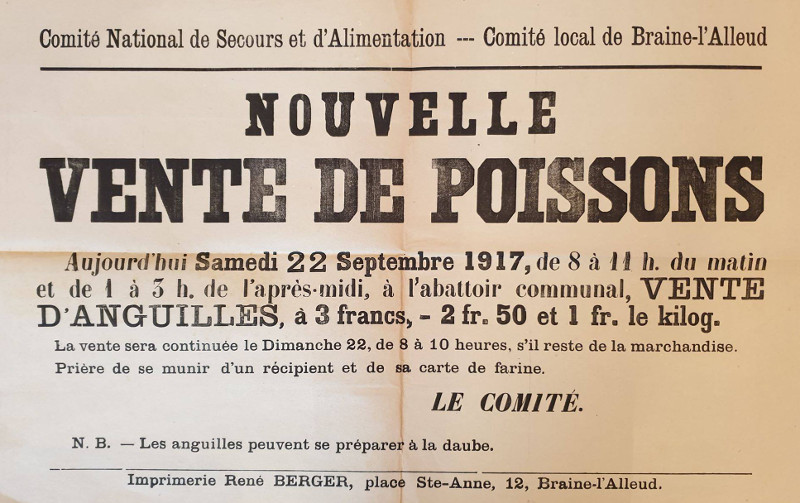 Comité National de Secours et d'Alimentation --- Comité local de Braine-l'Alleud
NOUVELLE
VENTE DE POISSONS
Aujourd'hui Samedi 22 Septembre 1917, de 8 à 11 h. du matin
et de 1 à 3 h. de l'après-midi, à l'abattoir communal, VENTE
D'ANGUILLES, à 3 francs, - 2 fr. 50 et 1 fr. le kilog.
La vente sera continuée le Dimanche 22, de 8 à 10 heures, s'il reste de la marchandise.
Prière de se munir d'un récipient et de sa carte de farine.
LE COMITÉ.
N. B. — Les anguilles peuvent se préparer à la daube.
Imprimerie René BERGER, place Ste-Anne, 12, Braine-l'Alleud.